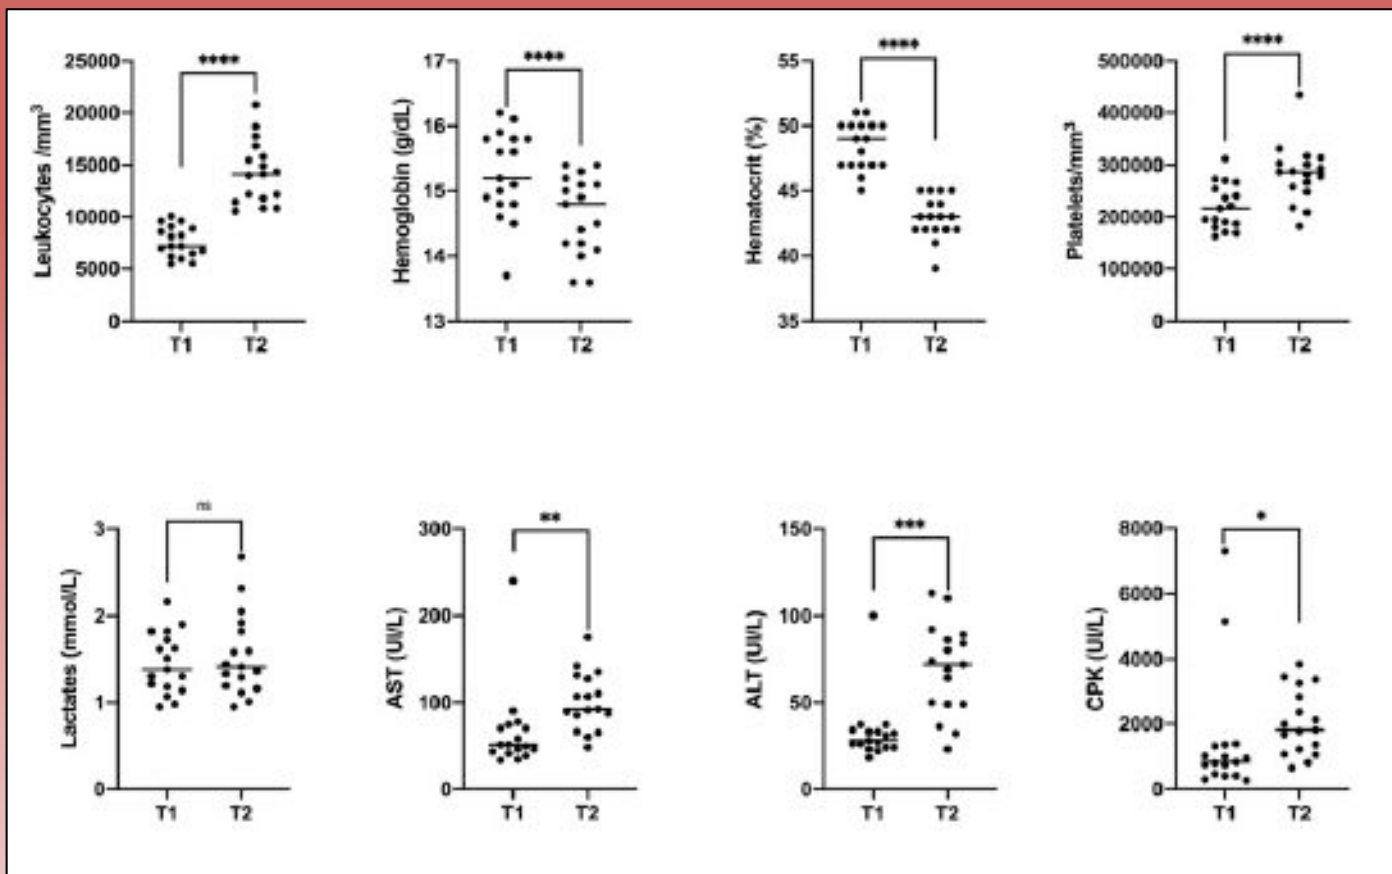 ****
25000
20000
15000
10000
5000
0
Leukocytes /mm³
T1 T2
****
17
16
15
14
13
Hemoglobin (g/dL)
T1 T2
****
55
50
45
40
35
Hematocrit (%)
T1 T2
****
500000
400000
300000
200000
100000
0
Platelets/mm³
T1 T2
ns
3
2
1
0
Lactates (mmol/L)
T1 T2
**
300
200
100
0
AST (UI/L)
T1 T2
***
150
100
50
0
ALT (UI/L)
T1 T2
*
8000
6000
4000
2000
0
CPK (UI/L)
T1 T2